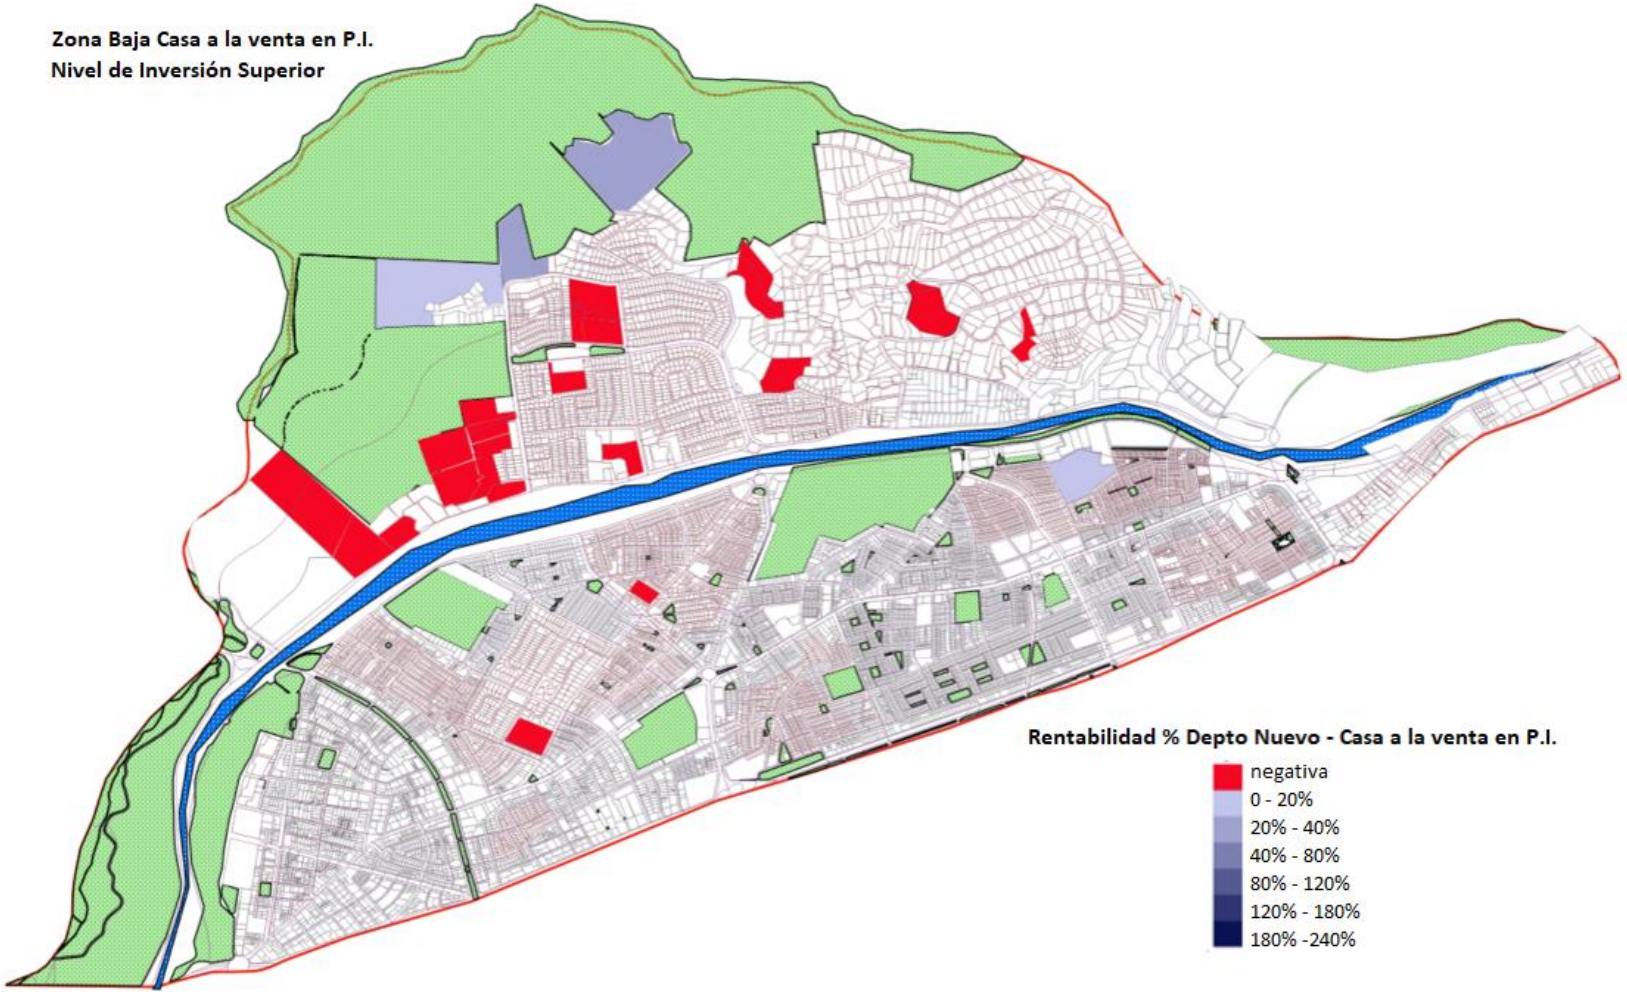 Zona Baja Casa a la venta en P.I.
Nivel de Inversión Superior
Rentabilidad % Depto Nuevo - Casa a la venta en P.I.
negativa
0 - 20%
20% - 40%
40% - 80%
80% - 120%
120% - 180%
180% -240%